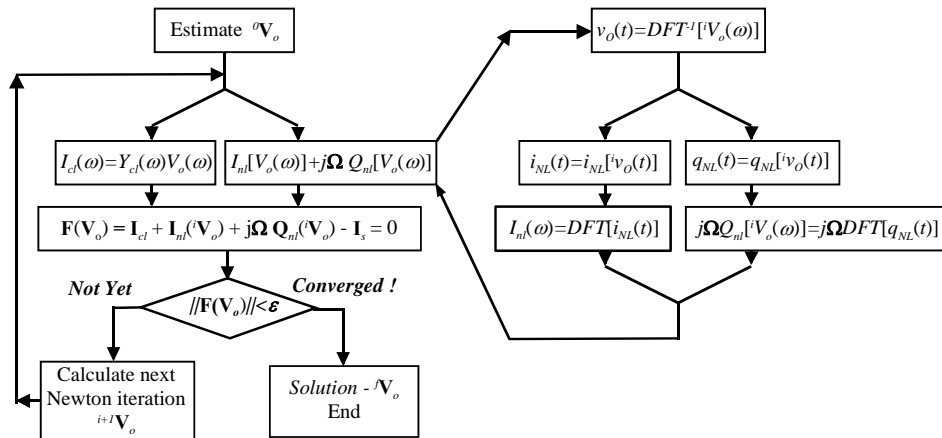 Estimate ⁰V₀
I_cl(ω)=Y_cl(ω)V_o(ω)
I_nl[V_o(ω)]+jΩ Q_nl[V_o(ω)]
F(V_o) = I_cl + I_nl(ⁱV_o) + jΩ Q_nl(ⁱV_o) - I_s = 0
Not Yet
Converged !
||F(V_o)||<ε
Calculate next
Newton iteration
ⁱ⁺¹V_o
Solution - ᶠV_o
End
v_O(t)=DFT⁻¹[ⁱV_o(ω)]
i_NL(t)=i_NL[ⁱv_O(t)]
q_NL(t)=q_NL[ⁱv_O(t)]
I_nl(ω)=DFT[i_NL(t)]
jΩQ_nl[ⁱV_o(ω)]=jΩDFT[q_NL(t)]